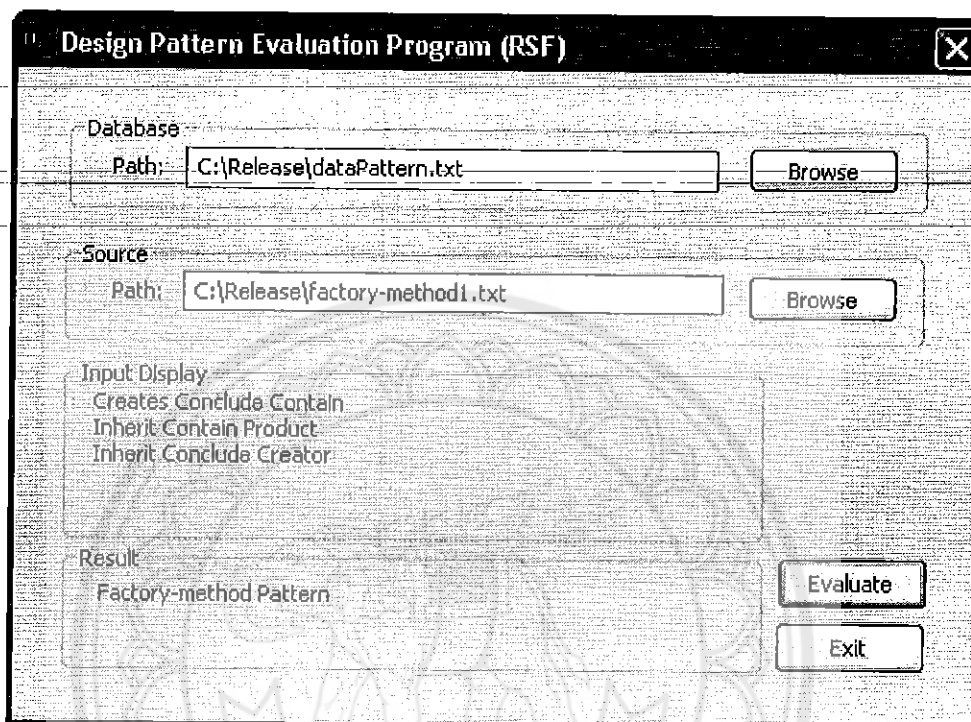 Design Pattern Evaluation Program (RSF)
Database
Path: C:\Release\dataPattern.txt Browse
Source
Path: C:\Release\factory-method1.txt Browse
Input Display
Creates Conclude Contain
Inherit Contain Product
Inherit Conclude Creator
Result
Factory-method Pattern
Evaluate
Exit